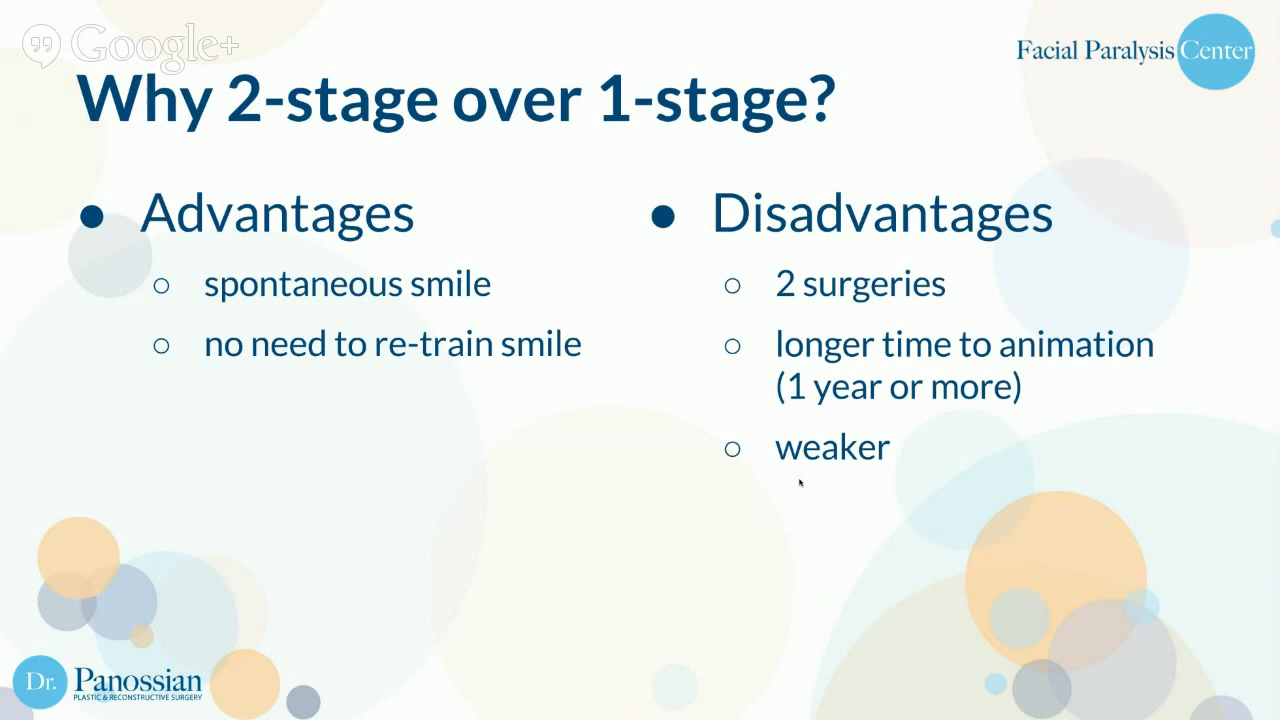 Google+
Facial Paralysis Center
Why 2-stage over 1-stage?
● Advantages
○ spontaneous smile
○ no need to re-train smile
● Disadvantages
○ 2 surgeries
○ longer time to animation
(1 year or more)
○ weaker
Dr. Panossian
PLASTIC & RECONSTRUCTIVE SURGERY